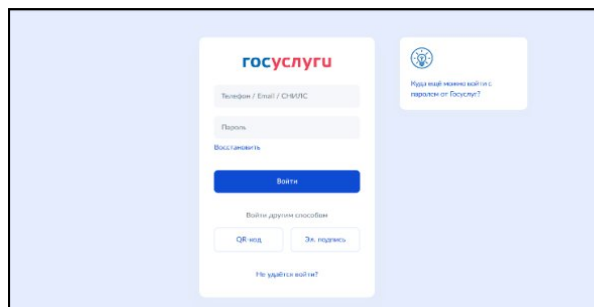 госуслуги
Телефон / Email / СНИЛС
Пароль
Восстановить
Войти
Войти другим способом
QR-код
Эл. подпись
Не удаётся войти?
Куда ещё можно войти с
паролем от Госуслуг?